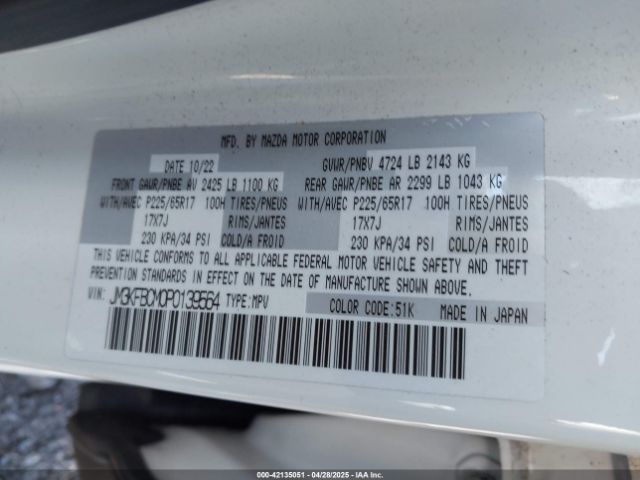 MFD. BY MAZDA MOTOR CORPORATION
DATE 10/22 GVWR/PNBV 4724 LB 2143 KG
FRONT GAWR/PNBE AV 2425 LB 1100 KG REAR GAWR/PNBE AR 2299 LB 1043 KG
WITH/AVEC P225/65R17 100H TIRES/PNEUS WITH/AVEC P225/65R17 100H TIRES/PNEUS
17X7J RIMS/JANTES 17X7J RIMS/JANTES
230 KPA/34 PSI COLD/A FROID 230 KPA/34 PSI COLD/A FROID
THIS VEHICLE CONFORMS TO ALL APPLICABLE FEDERAL MOTOR VEHICLE SAFETY AND THEFT
PREVENTION STANDARDS IN EFFECT ON THE DATE OF MANUFACTURE SHOWN ABOVE.
VIN: JM3KFBCM0P0139564 TYPE:MPV COLOR CODE:51K MADE IN JAPAN
000-42135051 | 04/28/2025 - IAA Inc.